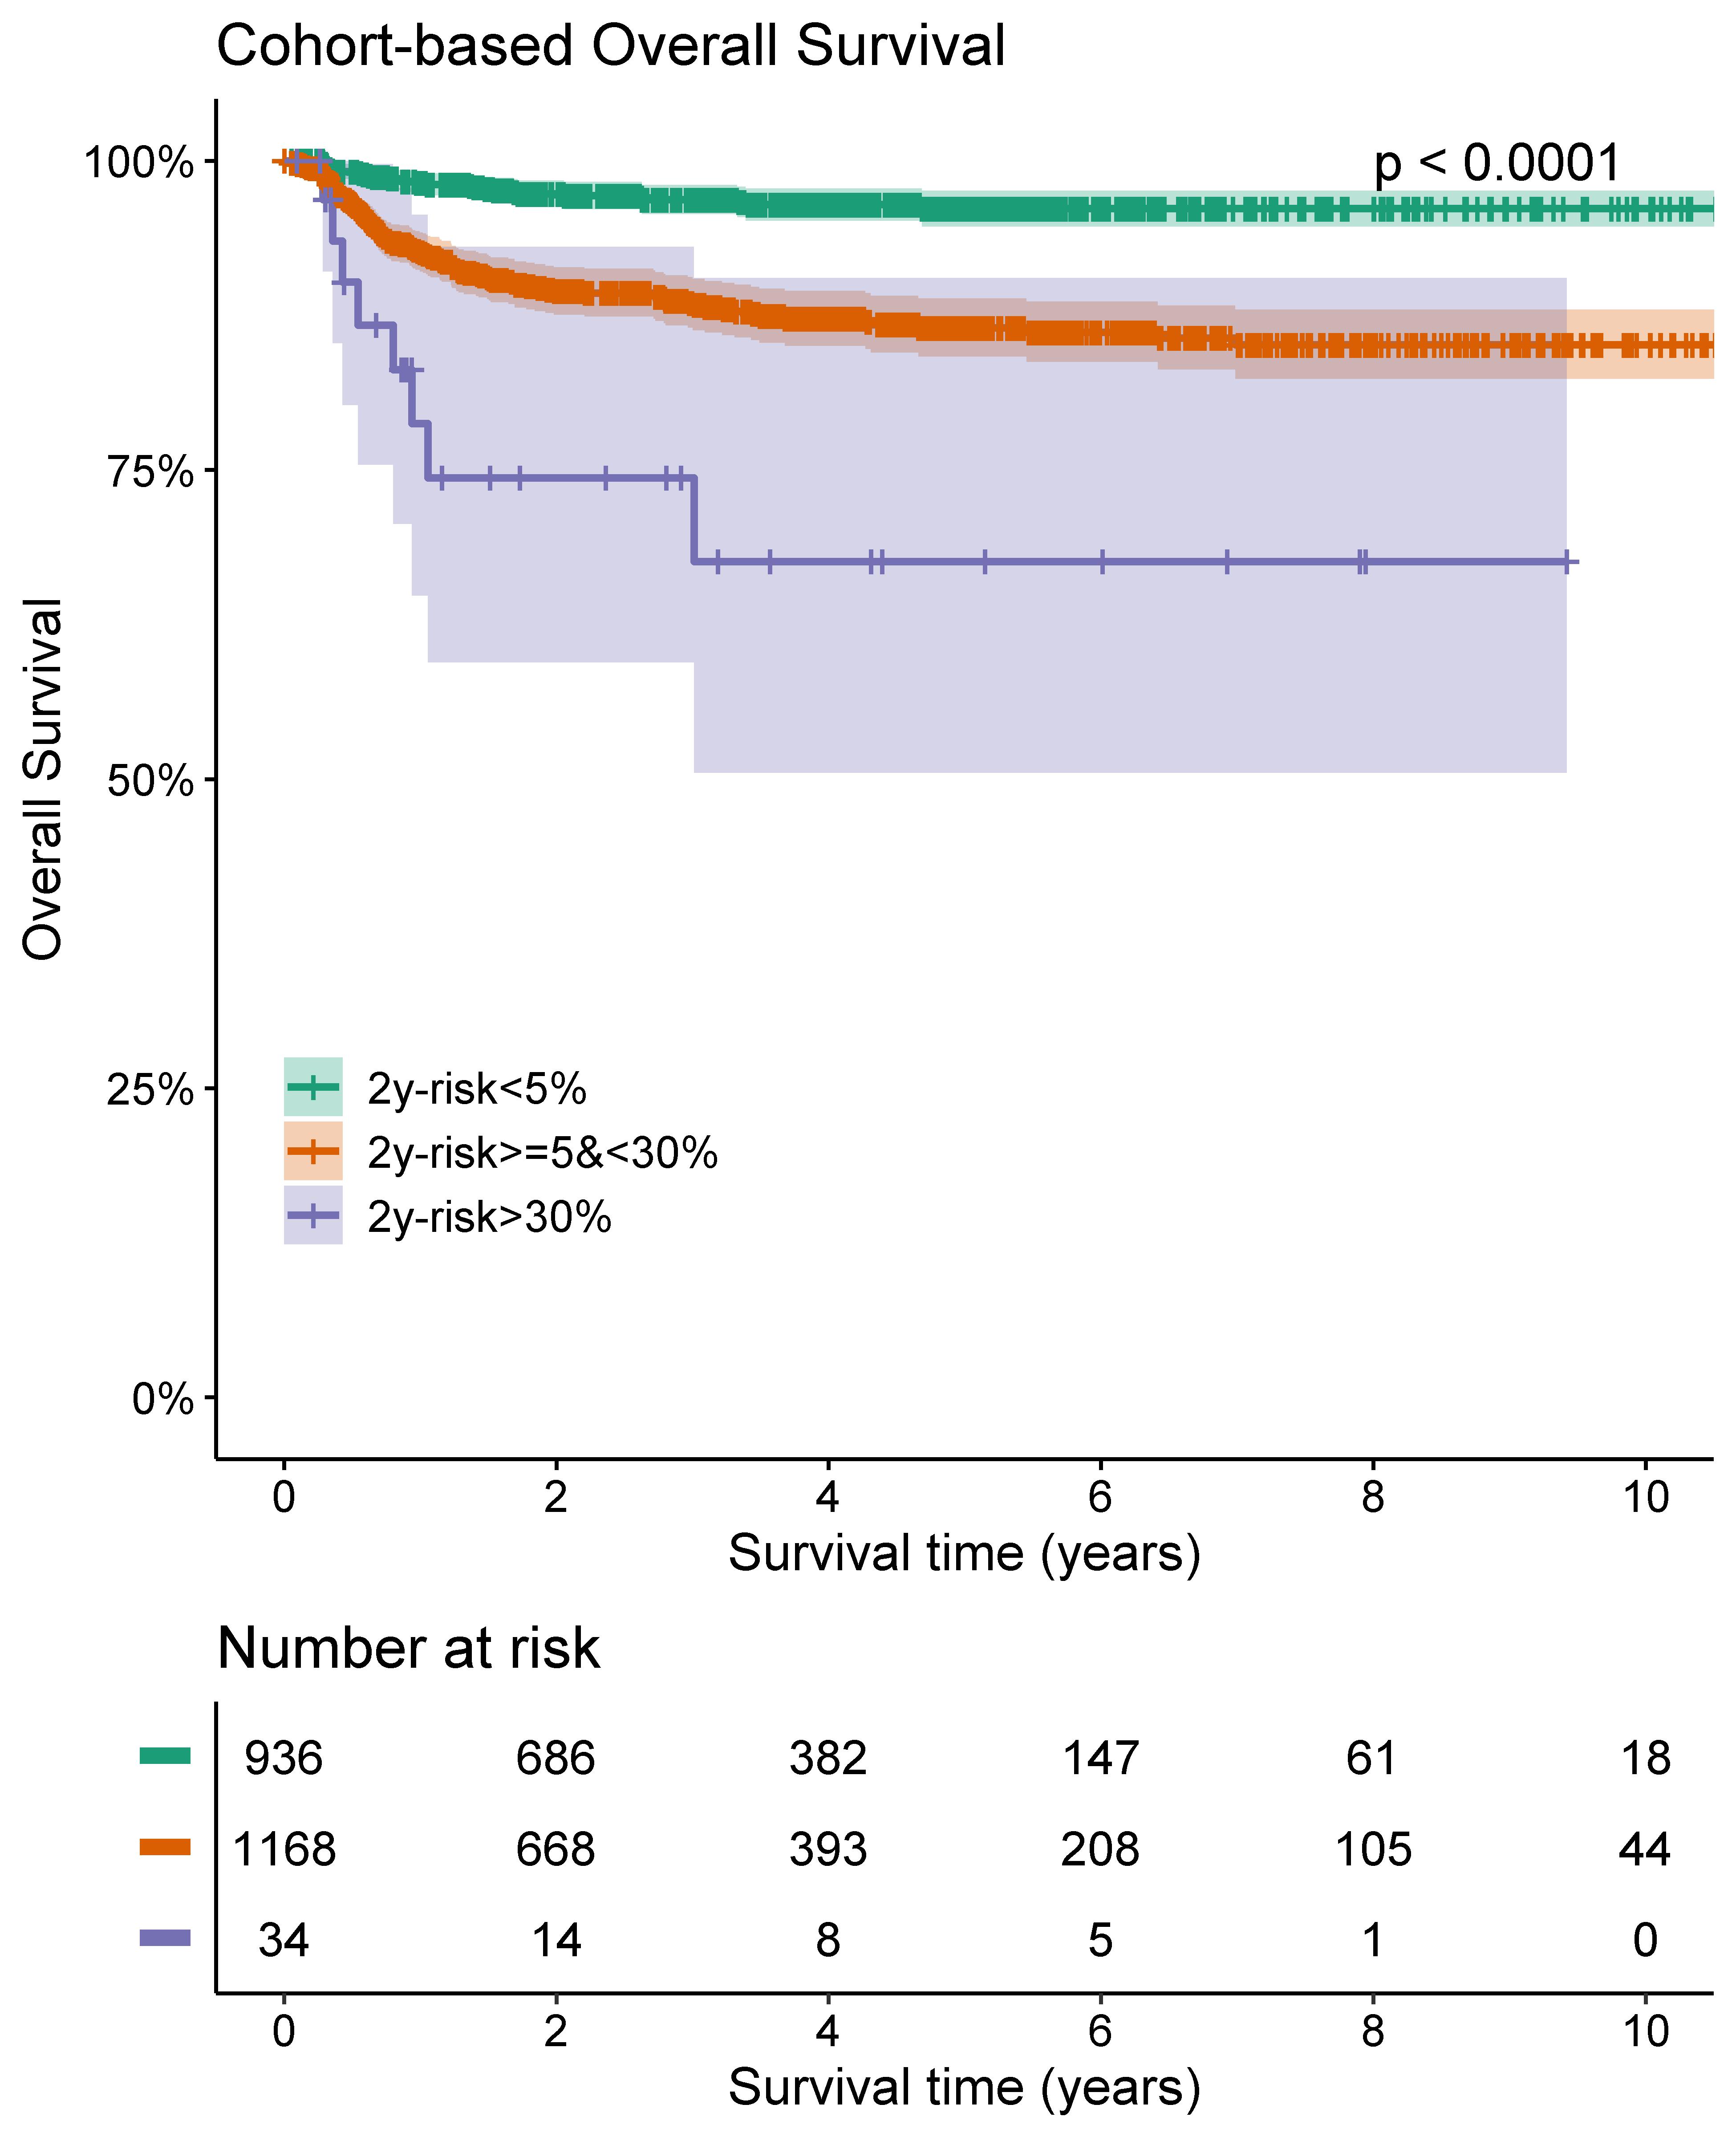 Cohort-based Overall Survival
p < 0.0001
100%
75%
50%
25%
0%
Overall Survival
2y-risk<5%
2y-risk>=5&<30%
2y-risk>30%
0 2 4 6 8 10
Survival time (years)
Number at risk
936 686 382 147 61 18
1168 668 393 208 105 44
34 14 8 5 1 0
0 2 4 6 8 10
Survival time (years)